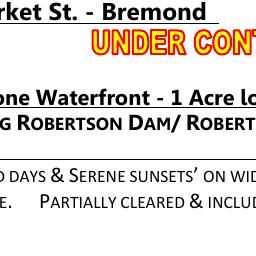 rket St. - Bremond
UNDER CON
one Waterfront - 1 Acre lo
G ROBERTSON DAM/ ROBERT
D DAYS & SERENE SUNSETS’ ON WID
E. PARTIALLY CLEARED & INCLUD